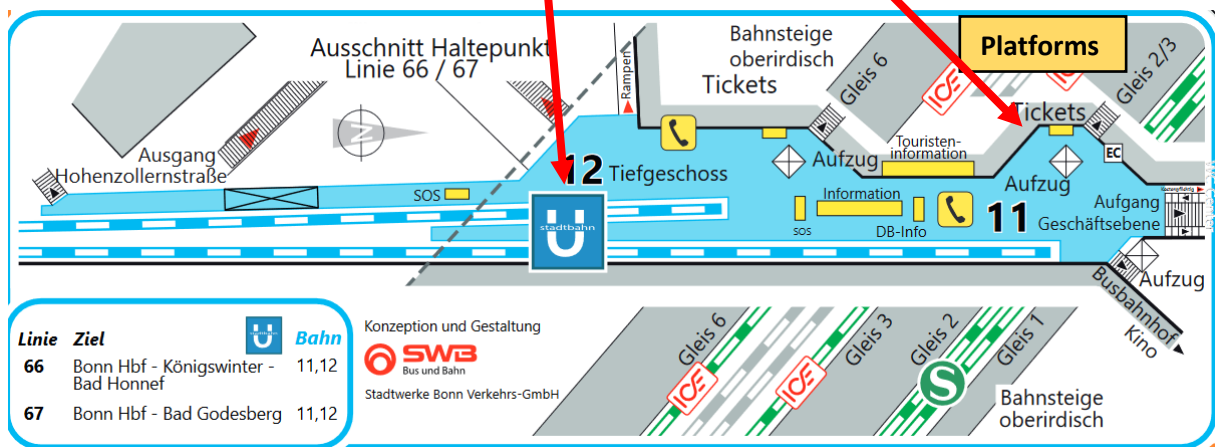 Ausschnitt Haltepunkt
Linie 66 / 67
Rampen
Bahnsteige
oberirdisch
Tickets
Gleis 6
ICE
Platforms
Gleis 2/3
Tickets
EC
Touristen-
information
Aufzug
Aufzug
Ausgang
Hohenzollernstraße
N
SOS
12 Tiefgeschoss
U
stadtbahn
Information
SOS
DB-Info
11
Aufgang
Geschäftsebene
Aufzug
Busbahnhof
Kino
Linie Ziel U Bahn
66 Bonn Hbf - Königswinter - 11,12
Bad Honnef
67 Bonn Hbf - Bad Godesberg 11,12
Konzeption und Gestaltung
SWB
Bus und Bahn
Stadtwerke Bonn Verkehrs-GmbH
Gleis 6
ICE
ICE
Gleis 3
Gleis 2
S
Gleis 1
Bahnsteige
oberirdisch